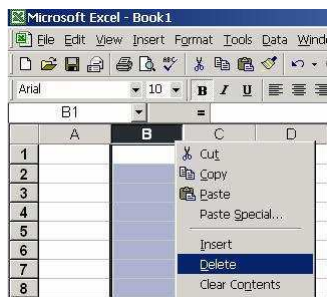 Microsoft Excel - Book1
File Edit View Insert Format Tools Data Wind
Arial 10 B I U
B1 =
A B C D
1 Cut
2 Copy
3 Paste
4 Paste Special...
5
6 Insert
7 Delete
8 Clear Contents